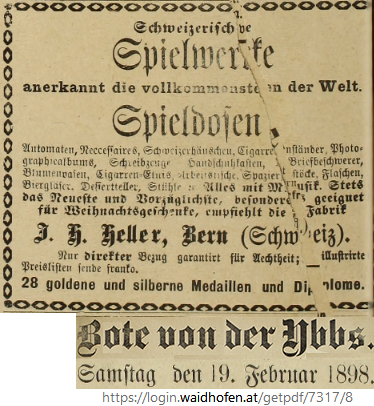 Schweizerische
Spielwerke
anerkannt die vollkommensten der Welt.
Spieldosen
Automaten, Neccessaires, Schweizerhäuschen, Cigarrenständer, Photo-
graphiealbums, Schreibzeuge Handschuhkasten, Briefbeschwerer,
Blumenvasen, Cigarren-Etuis, Arbeitstische, Spazierstöcke, Flaschen,
Biergläser, Dessertteller, Stühle Alles mit Musik. Stets
das Neueste und Vorzüglichste, besonders geeignet
für Weihnachtsgeschenke, empfiehlt die Fabrik
J. H. Heller, Bern (Schweiz).
Nur direkter Bezug garantirt für Aechtheit; illustrirte
Preislisten sende franko.
28 goldene und silberne Medaillen und Diplome.
Bote von der Ybbs.
Samstag den 19. Februar 1898.
https://login.waidhofen.at/getpdf/7317/8